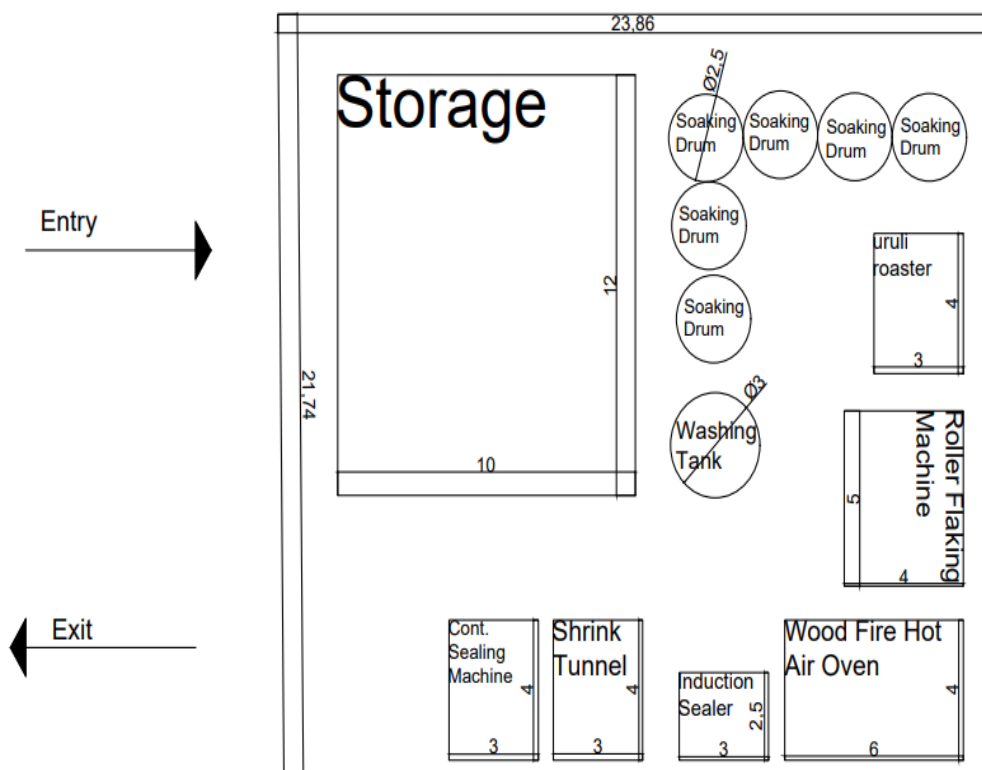 23,86
Storage
Ø2,5
Soaking
Drum
Soaking
Drum
Soaking
Drum
Soaking
Drum
Entry
Soaking
Drum
uruli
roaster
12
4
Soaking
Drum
3
21,74
Ø3
Washing
Tank
Roller Flaking
Machine
10
5
4
Exit
Cont.
Sealing
Machine
4
3
Shrink
Tunnel
4
3
Induction
Sealer
2,5
3
Wood Fire Hot
Air Oven
4
6